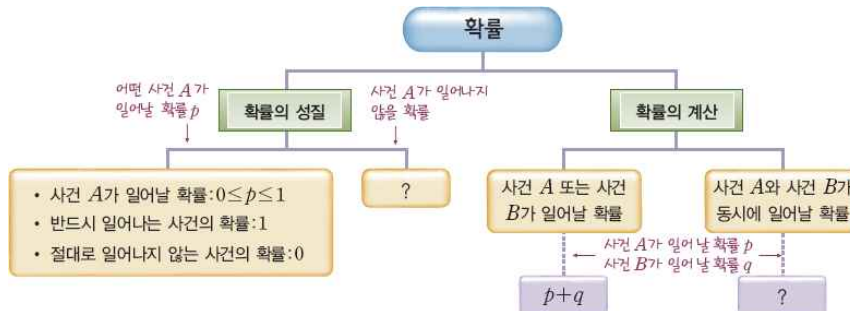 확률
어떤 사건 A가
일어날 확률 p
확률의 성질
사건 A가 일어나지
않을 확률
확률의 계산
• 사건 A가 일어날 확률:0≤p≤1
• 반드시 일어나는 사건의 확률:1
• 절대로 일어나지 않는 사건의 확률:0
?
사건 A 또는 사건
B가 일어날 확률
사건 A와 사건 B가
동시에 일어날 확률
사건 A가 일어날 확률 p
사건 B가 일어날 확률 q
p+q
?